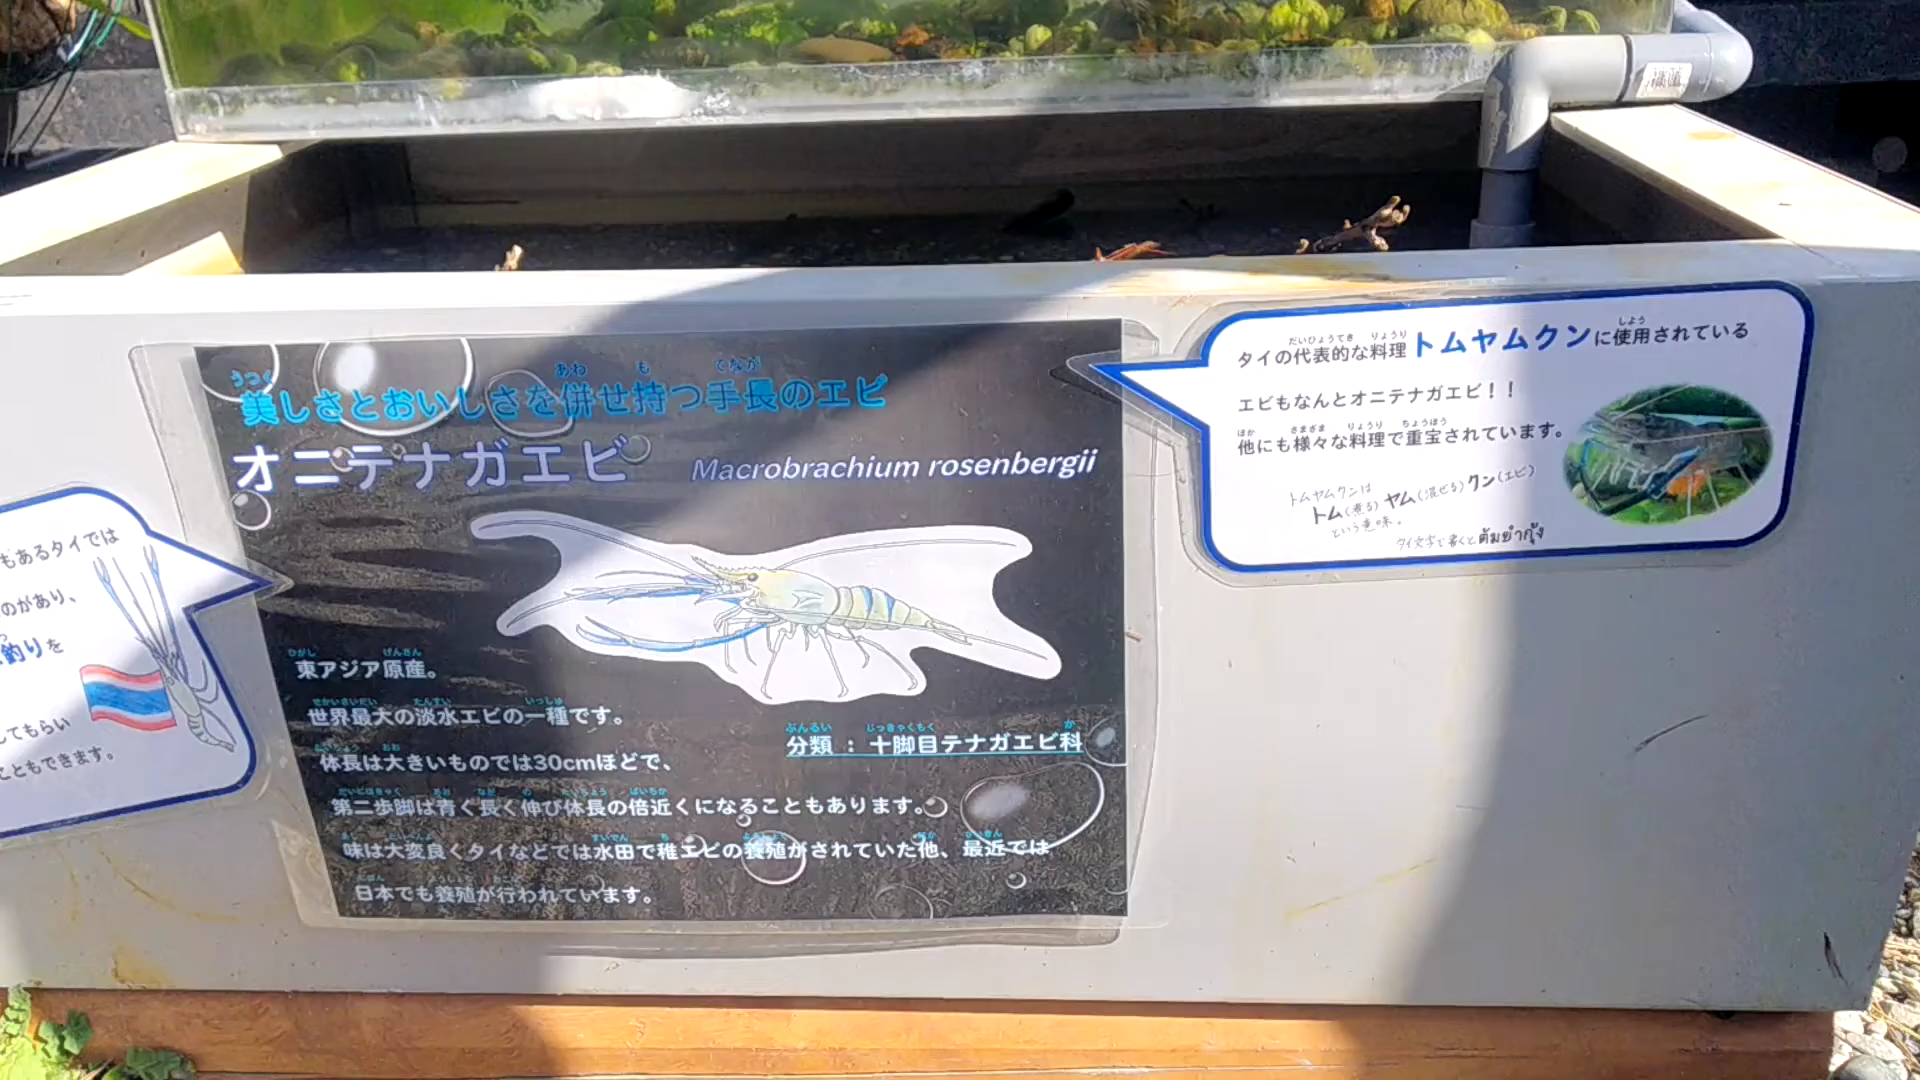 美しさとおいしさを併せ持つ手長のエビ
オニテナガエビ Macrobrachium rosenbergii
東アジア原産。
世界最大の淡水エビの一種です。
体長は大きいものでは30cmほどで、
第二歩脚は青く長く伸び体長の倍近くになることもあります。
味は大変良くタイなどでは水田で稚エビの養殖がされていた他、最近では
日本でも養殖が行われています。
分類 : 十脚目テナガエビ科
タイの代表的な料理トムヤムクンに使用されている
エビもなんとオニテナガエビ！！
他にも様々な料理で重宝されています。
トムヤムクンは
トム(煮る) ヤム(混ぜる) クン(エビ)
という意味。
タイ文字で書くと ต้มยำกุ้ง
もあるタイでは
のがあり、
釣りを
してもらい
こともできます。